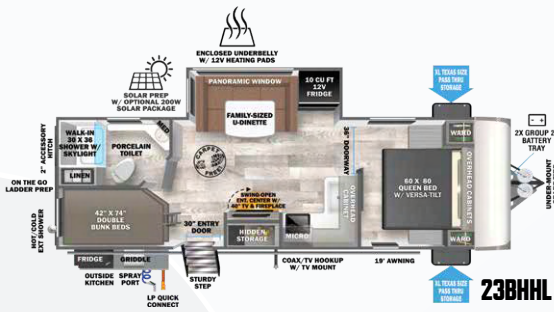 ENCLOSED UNDERBELLY
W/ 12V HEATING PADS
SOLAR PREP
W/ OPTIONAL 200W
SOLAR PACKAGE
PANORAMIC WINDOW
10 CU FT
12V
FRIDGE
XL TEXAS SIZE
PASS THRU
STORAGE
2X GROUP 2
BATTERY
TRAY
UNDER-MOUNT
2" ACCESSORY
HITCH
WALK-IN
30 X 36
SHOWER W/
SKYLIGHT
MED
PORCELAIN
TOILET
LINEN
FAMILY-SIZED
U-DINETTE
CARPET
FREE!
36" DOORWAY
WARD
60 X 80
QUEEN BED
W/ VERSA-TILT
OVERHEAD CABINETS
WARD
ON THE GO
LADDER PREP
HOT/COLD
EXT SHOWER
42" X 74"
DOUBLE
BUNK BEDS
30" ENTRY
DOOR
SWING-OPEN
ENT. CENTER W/
40" TV & FIREPLACE
HIDDEN
STORAGE
MICRO
OVERHEAD
CABINET
FRIDGE
GRIDDLE
OUTSIDE
KITCHEN
SPRAY
PORT
LP QUICK
CONNECT
STURDY
STEP
COAX/TV HOOKUP
W/ TV MOUNT
19' AWNING
XL TEXAS SIZE
PASS THRU
STORAGE
23BHHL